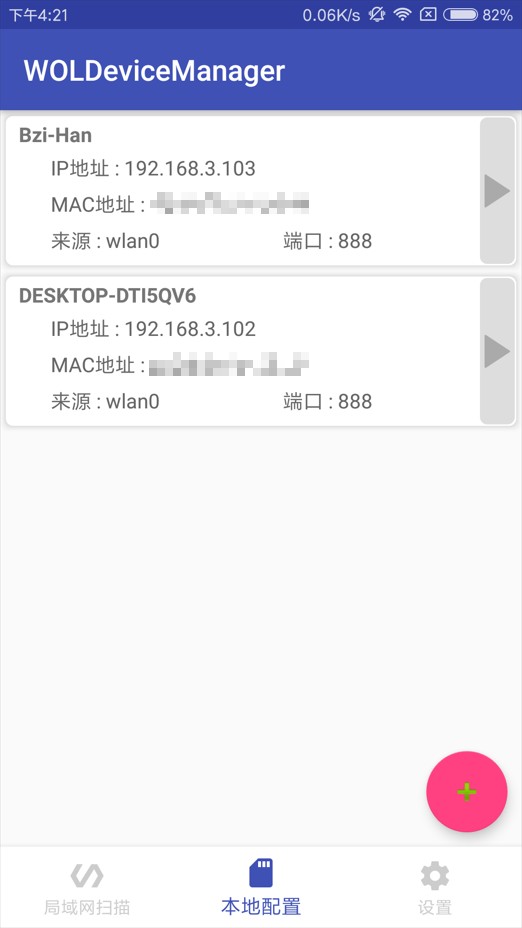 下午4:21 0.06K/s 82%
WOLDeviceManager
Bzi-Han
IP地址 : 192.168.3.103
MAC地址 :
来源 : wlan0 端口 : 888
DESKTOP-DTI5QV6
IP地址 : 192.168.3.102
MAC地址 :
来源 : wlan0 端口 : 888
局域网扫描 本地配置 设置